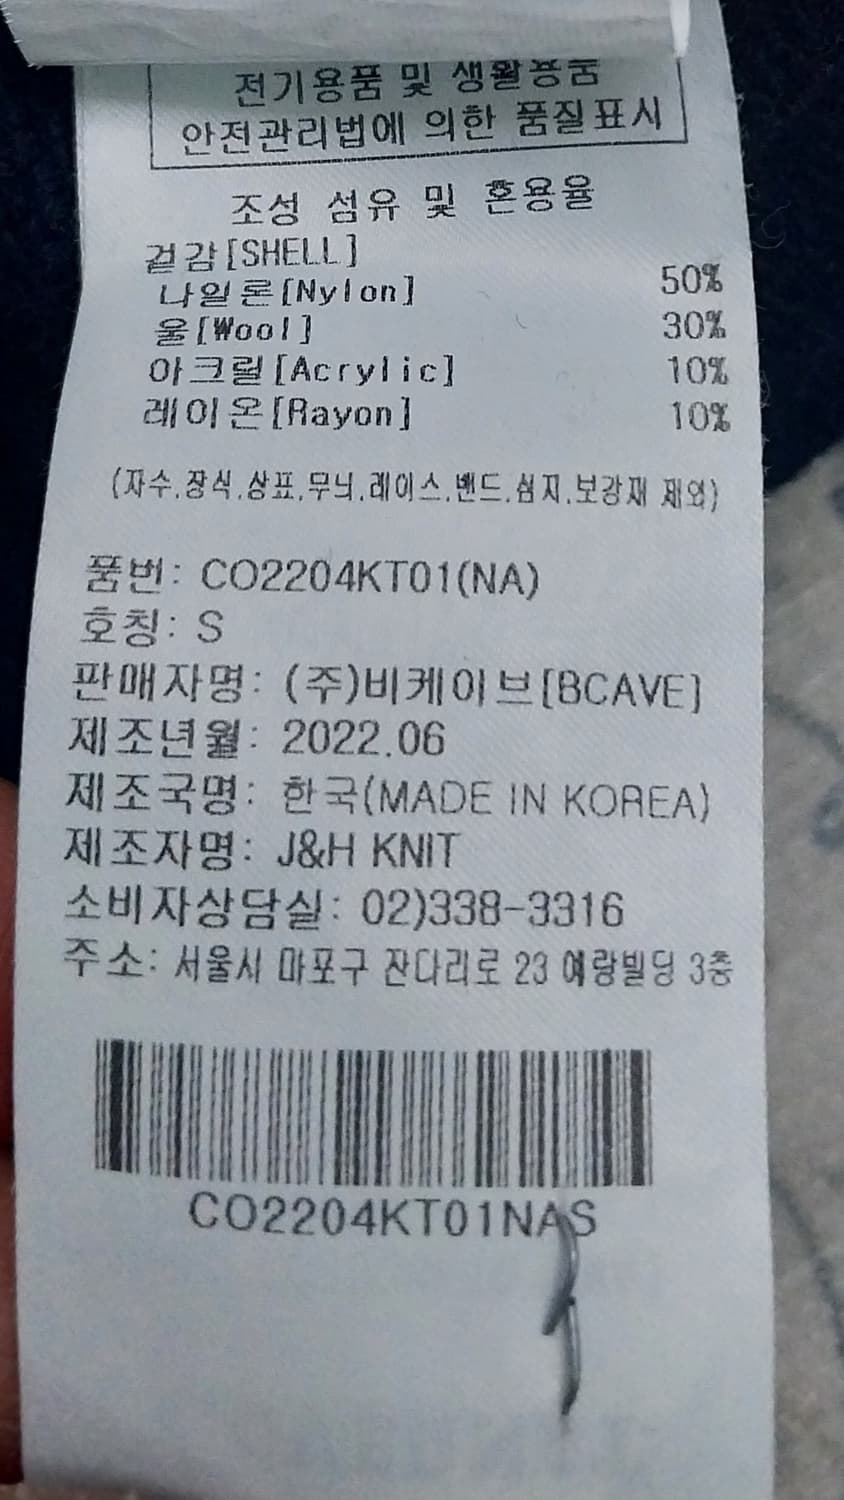 전기용품 및 생활용품
안전관리법에 의한 품질표시
조성 섬유 및 혼용율
겉감[SHELL]
나일론[Nylon] 50%
울[Wool] 30%
아크릴[Acrylic] 10%
레이온[Rayon] 10%
(자수.장식.상표.무늬.레이스.밴드.심지.보강재 제외)
품번: CO2204KT01(NA)
호칭: S
판매자명: (주)비케이브[BCAVE]
제조년월: 2022.06
제조국명: 한국(MADE IN KOREA)
제조자명: J&H KNIT
소비자상담실: 02)338-3316
주소: 서울시 마포구 잔다리로 23 예랑빌딩 3층
CO2204KT01NAS